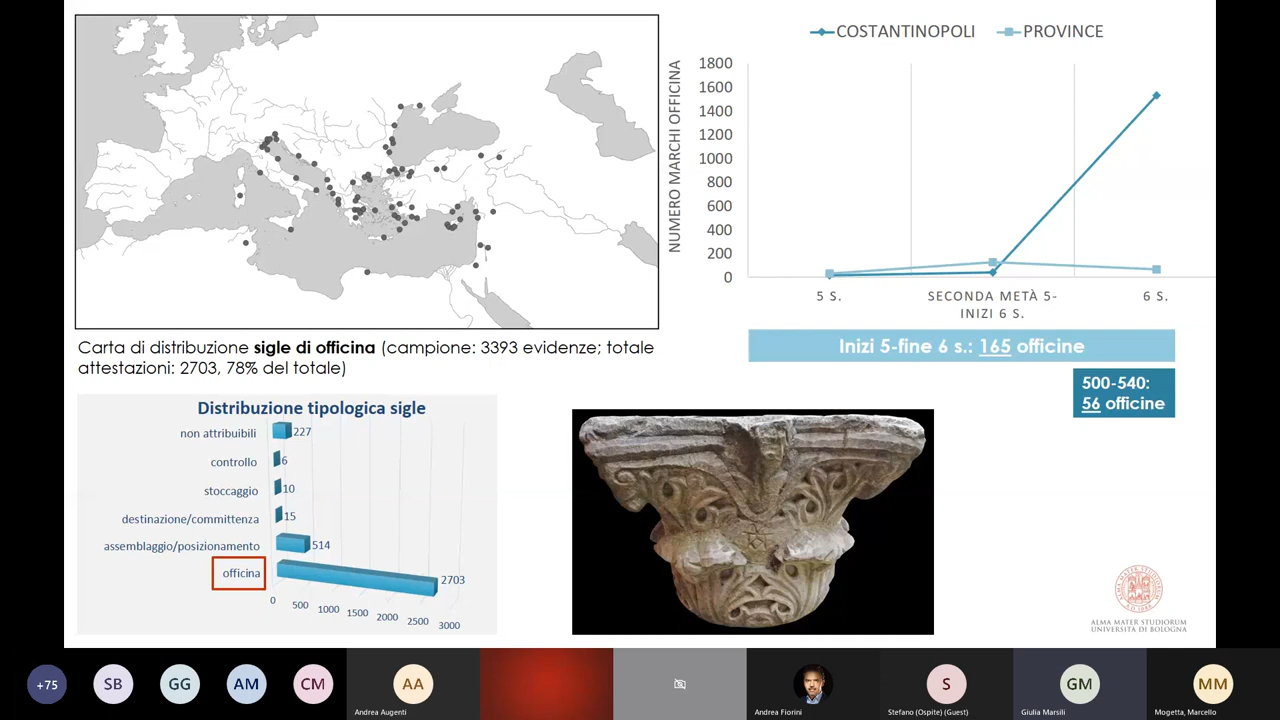 COSTANTINOPOLI
PROVINCE
NUMERO MARCHI OFFICINA
1800
1600
1400
1200
1000
800
600
400
200
0
5 S.
SECONDA METÀ 5-
INIZI 6 S.
6 S.
Inizi 5-fine 6 s.: 165 officine
500-540:
56 officine
Carta di distribuzione sigle di officina (campione: 3393 evidenze; totale
attestazioni: 2703, 78% del totale)
Distribuzione tipologica sigle
non attribuibili 227
controllo 6
stoccaggio 10
destinazione/committenza 15
assemblaggio/posizionamento 514
officina 2703
0 500 1000 1500 2000 2500 3000
ALMA MATER STUDIORUM
UNIVERSITÀ DI BOLOGNA
+75
SB
GG
AM
CM
AA
Andrea Augenti
Andrea Fiorini
S
Stefano (Ospite) (Guest)
GM
Giulia Marsili
MM
Mogetta, Marcello